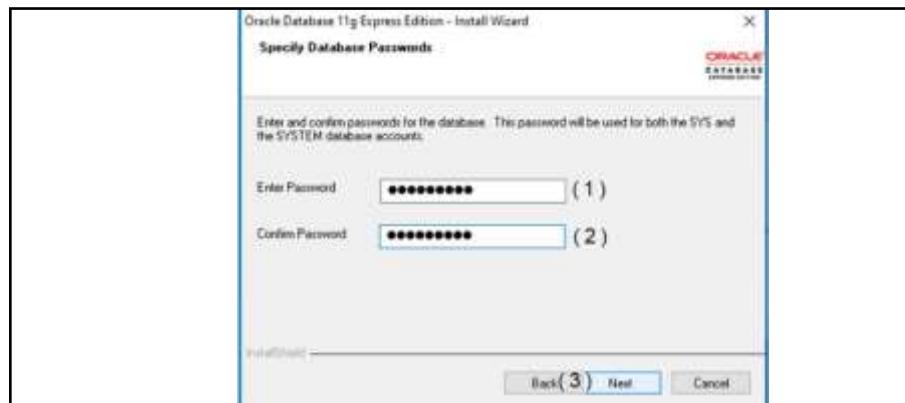 Oracle Database 11g Express Edition - Install Wizard
Specify Database Passwords
ORACLE
DATABASE
EXPRESS EDITION
Enter and confirm passwords for the database. This password will be used for both the SYS and
the SYSTEM database accounts.
Enter Password ●●●●●●●●● (1)
Confirm Password ●●●●●●●●● (2)
InstallShield
Back (3) Next Cancel